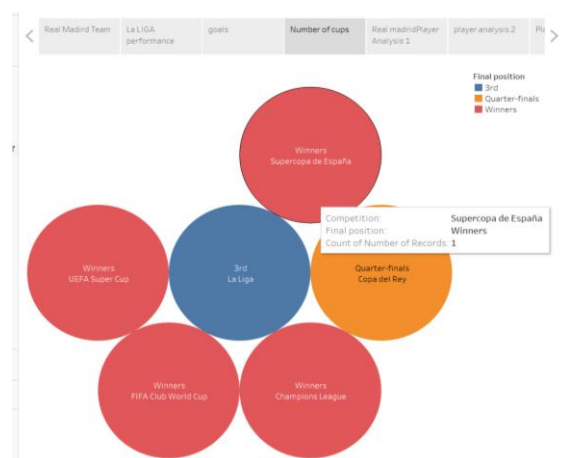 Real Madird Team
La LIGA
performance
goals
Number of cups
Real madridPlayer
Analysis 1
player analysis 2
Final position
3rd
Quarter-finals
Winners
Winners
Supercopa de España
Competition: Supercopa de España
Final position: Winners
Count of Number of Records: 1
Winners
UEFA Super Cup
3rd
La Liga
Quarter-finals
Copa del Rey
Winners
FIFA Club World Cup
Winners
Champions League